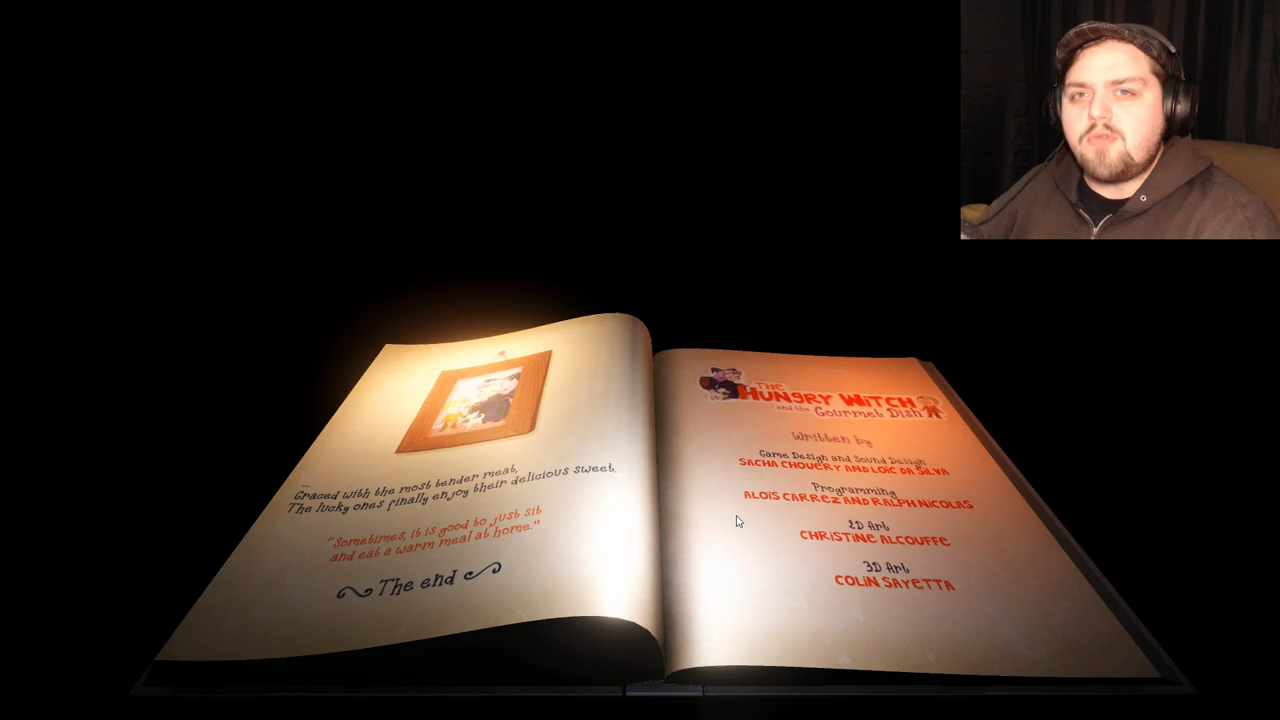 Graced with the most tender meat,
The lucky ones finally enjoy their delicious sweet.
"Sometimes, it is good to just sit
and eat a warm meal at home."
The end
THE
HUNGRY WITCH
and the Gourmet Dish
Written by
Game Design and Sound Design
SACHA CHOUERY AND LOÏC DA SILVA
Programming
ALOÏS CARREZ AND RALPH NICOLAS
2D Art
CHRISTINE ALCOUFFE
3D Art
COLIN SAYETTA